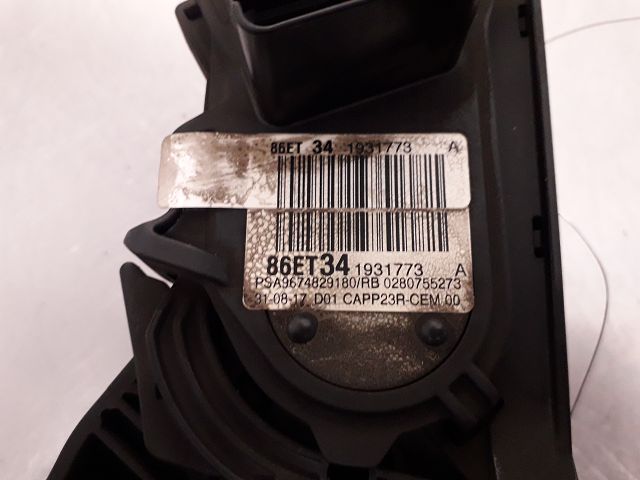 86ET 34 1931773 A
86ET34 1931773 A
PSA9674829180/RB 0280755273
31-08-17 D01 CAPP23R-CEM 00